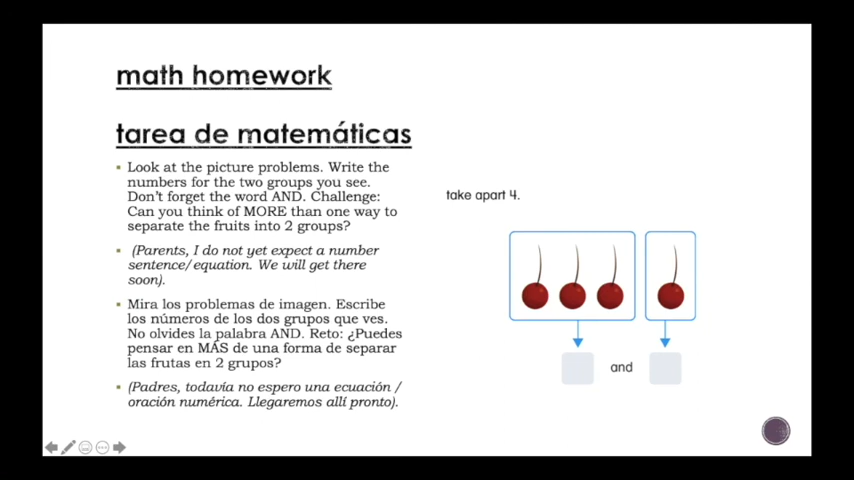 math homework
tarea de matemáticas
Look at the picture problems. Write the
numbers for the two groups you see.
Don't forget the word AND. Challenge:
Can you think of MORE than one way to
separate the fruits into 2 groups?
(Parents, I do not yet expect a number
sentence/equation. We will get there
soon).
Mira los problemas de imagen. Escribe
los números de los dos grupos que ves.
No olvides la palabra AND. Reto: ¿Puedes
pensar en MÁS de una forma de separar
las frutas en 2 grupos?
(Padres, todavía no espero una ecuación /
oración numérica. Llegaremos allí pronto).
take apart 4.
and